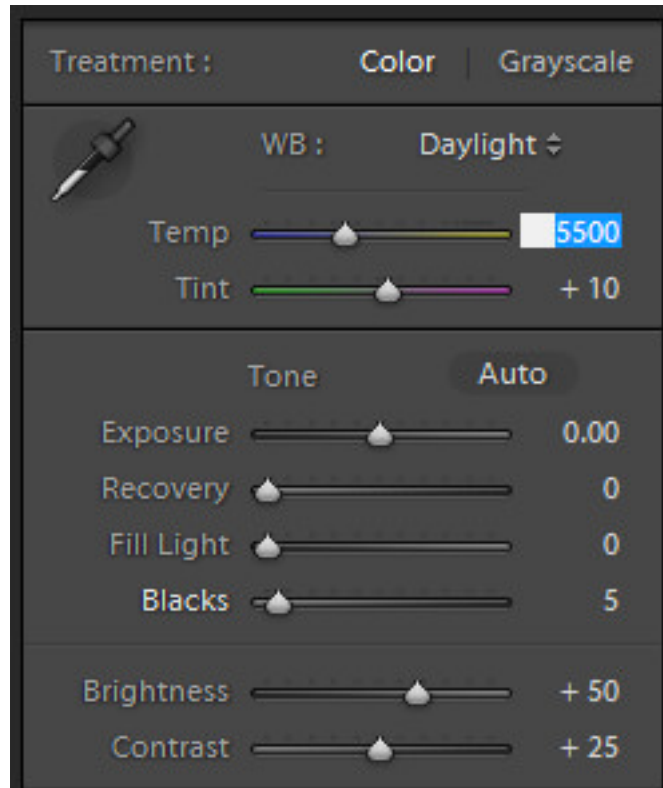 Treatment : Color Grayscale
WB : Daylight
Temp 5500
Tint + 10
Tone Auto
Exposure 0.00
Recovery 0
Fill Light 0
Blacks 5
Brightness + 50
Contrast + 25